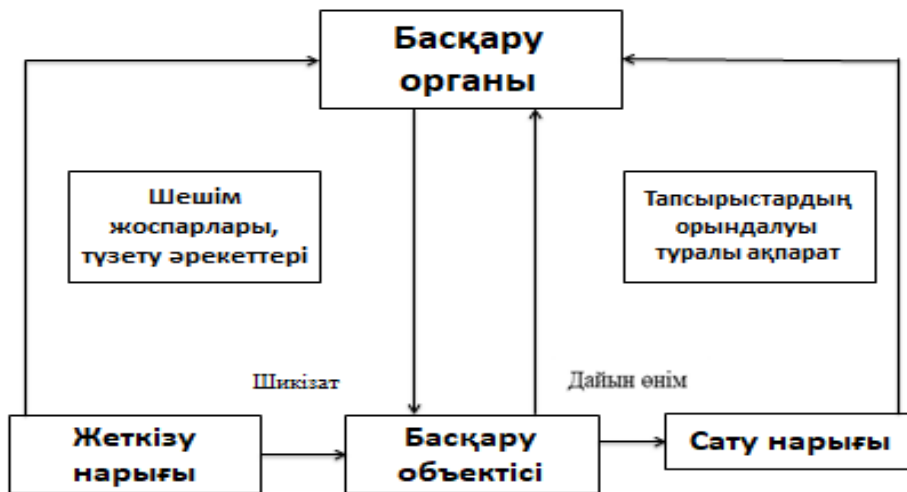 Басқару
органы
Шешім
жоспарлары,
түзету әрекеттері
Тапсырыстардың
орындалуы
туралы ақпарат
Шикізат
Дайын өнім
Жеткізу
нарығы
Басқару
объектісі
Сату нарығы